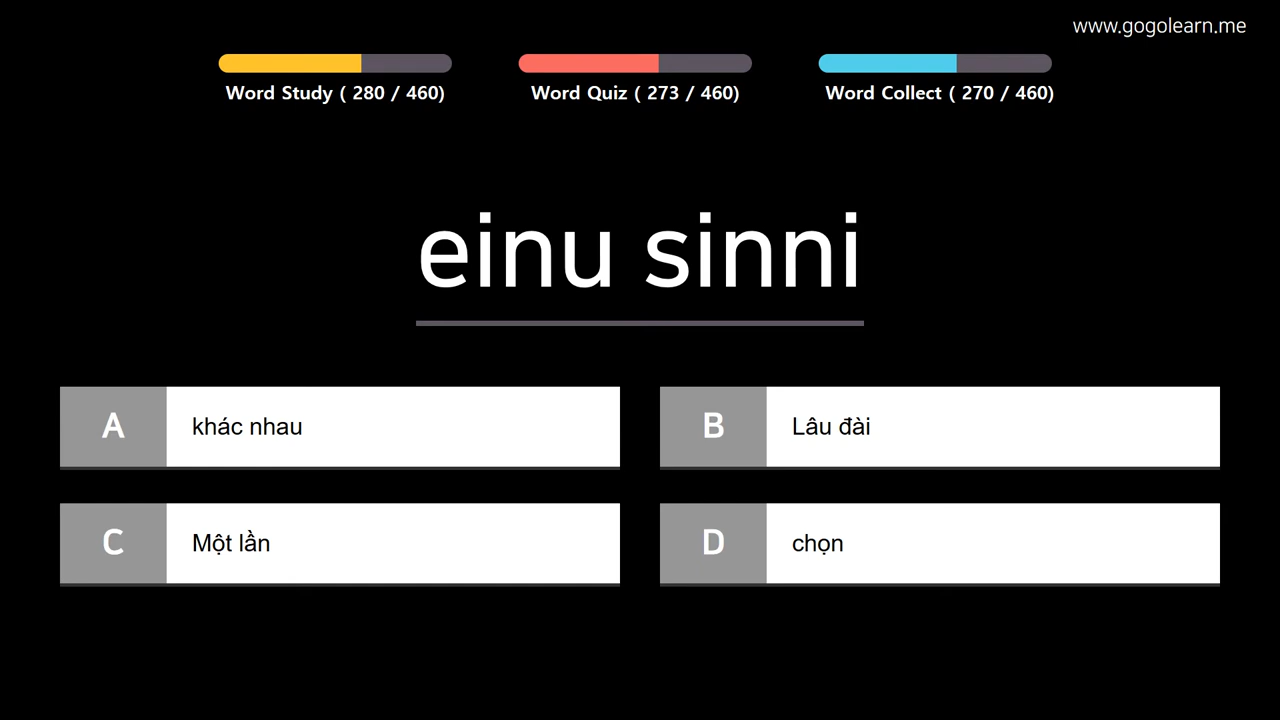 www.gogolearn.me
Word Study ( 280 / 460)
Word Quiz ( 273 / 460)
Word Collect ( 270 / 460)
einu sinni
A khác nhau
B Lâu đài
C Một lần
D chọn